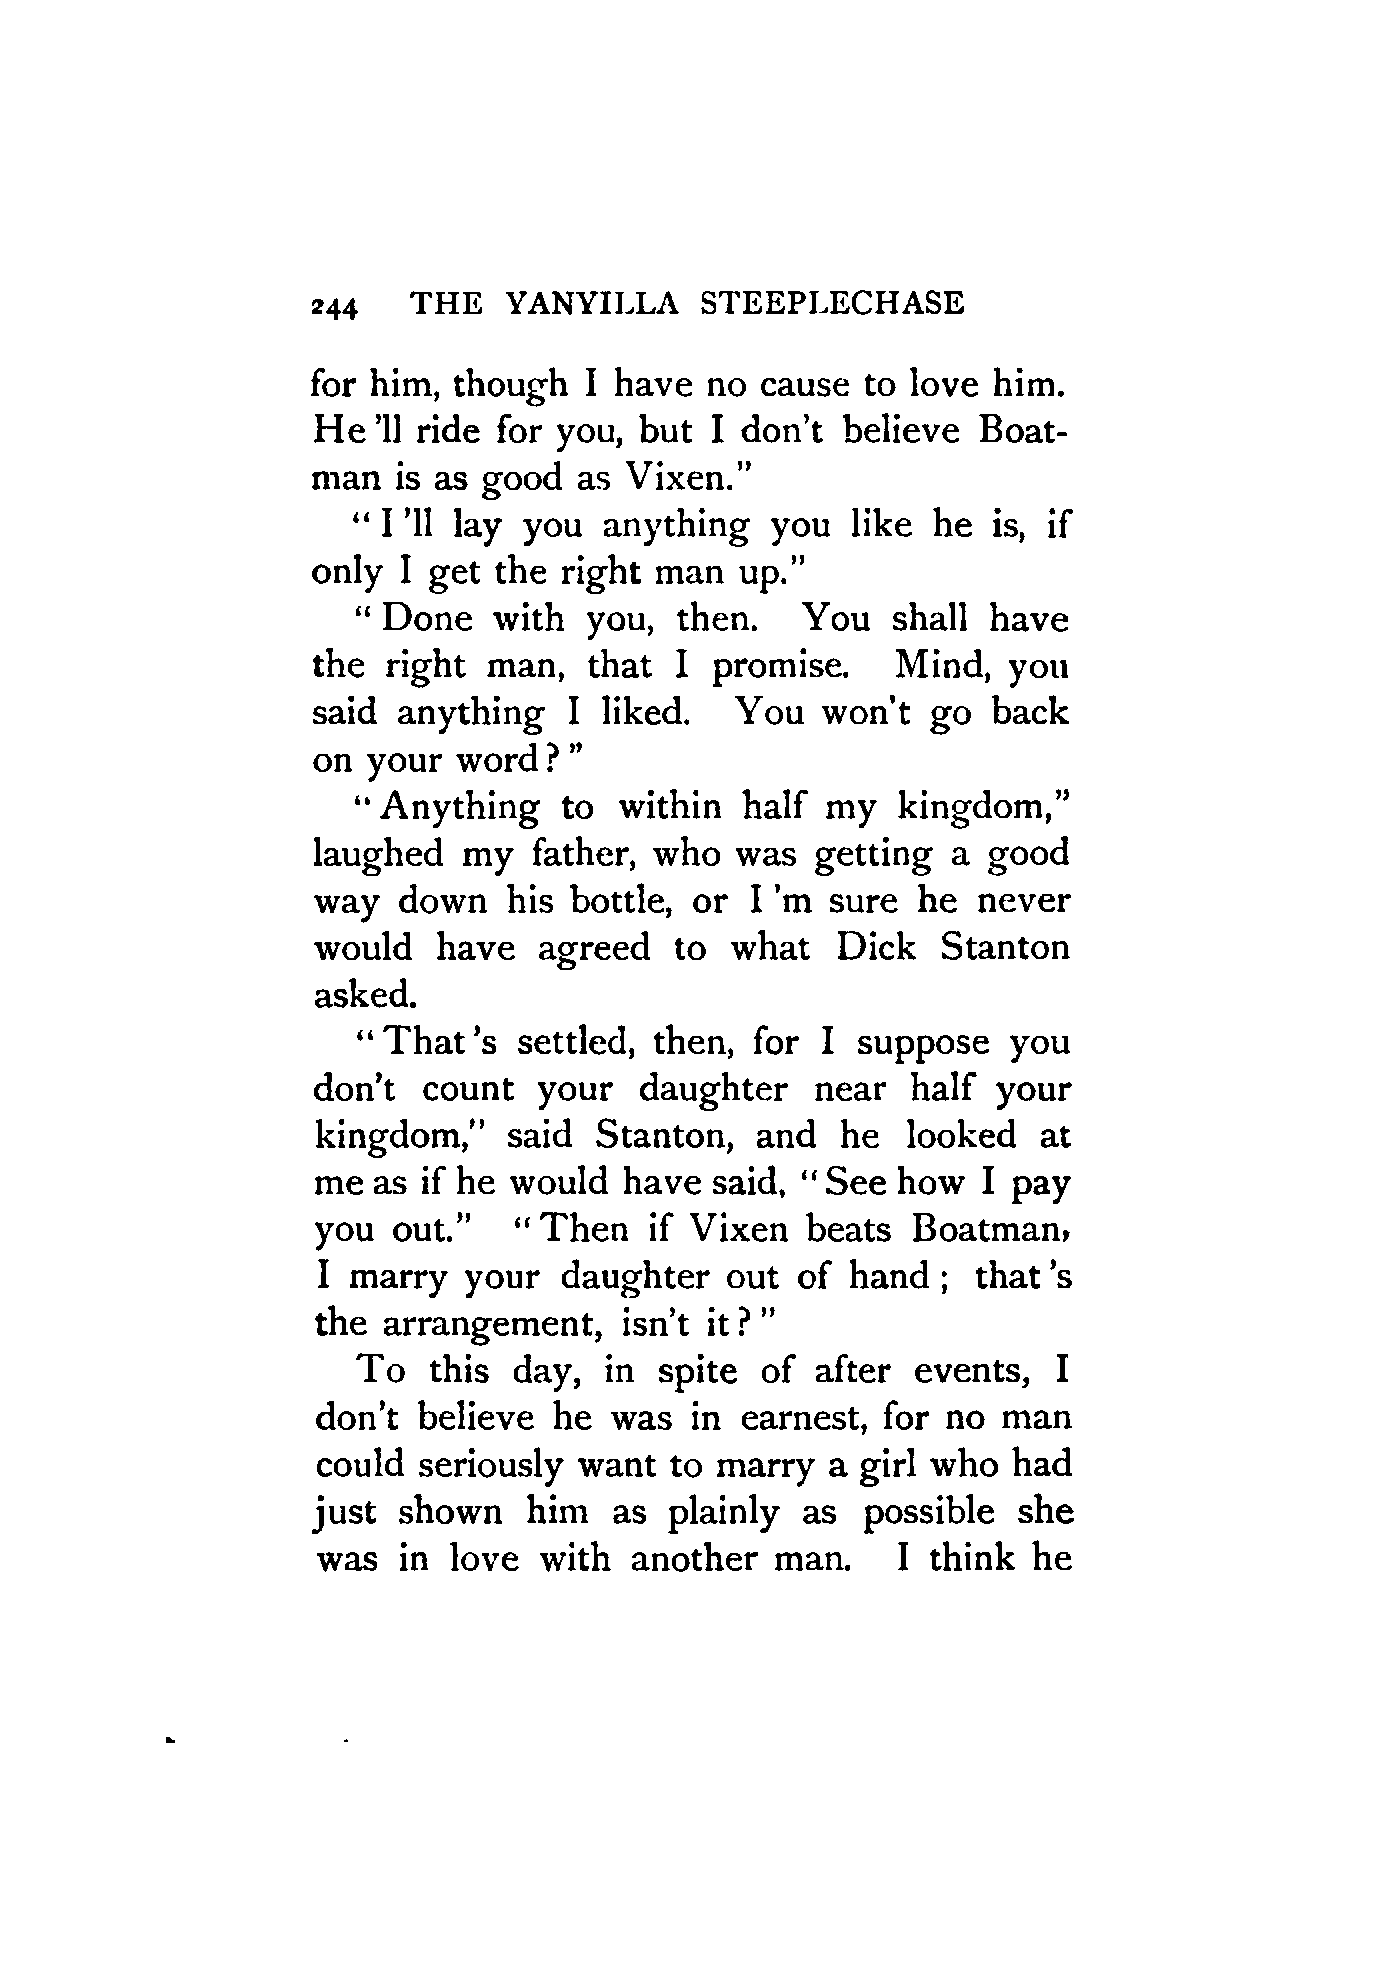 244 THE YANYILLA STEEPLECHASE
for him, though I have no cause to love him.
He 'll ride for you, but I don't believe Boat-
man is as good as Vixen."
" I 'll lay you anything you like he is, if
only I get the right man up."
" Done with you, then. You shall have
the right man, that I promise. Mind, you
said anything I liked. You won't go back
on your word ? "
" Anything to within half my kingdom,"
laughed my father, who was getting a good
way down his bottle, or I 'm sure he never
would have agreed to what Dick Stanton
asked.
" That 's settled, then, for I suppose you
don't count your daughter near half your
kingdom," said Stanton, and he looked at
me as if he would have said, " See how I pay
you out." " Then if Vixen beats Boatman,
I marry your daughter out of hand ; that 's
the arrangement, isn't it ? "
To this day, in spite of after events, I
don't believe he was in earnest, for no man
could seriously want to marry a girl who had
just shown him as plainly as possible she
was in love with another man. I think he